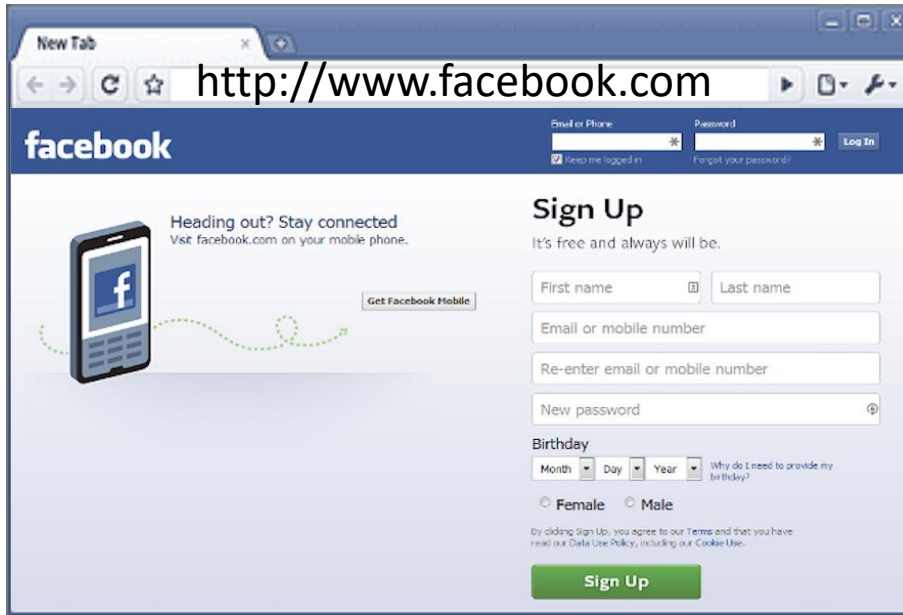 New Tab
http://www.facebook.com
facebook
Email or Phone
Password
Keep me logged in
Forgot your password?
Log In
Heading out? Stay connected
Visit facebook.com on your mobile phone.
Get Facebook Mobile
f
Sign Up
It's free and always will be.
First name
Last name
Email or mobile number
Re-enter email or mobile number
New password
Birthday
Month
Day
Year
Why do I need to provide my
birthday?
Female
Male
By clicking Sign Up, you agree to our Terms and that you have
read our Data Use Policy, including our Cookie Use.
Sign Up